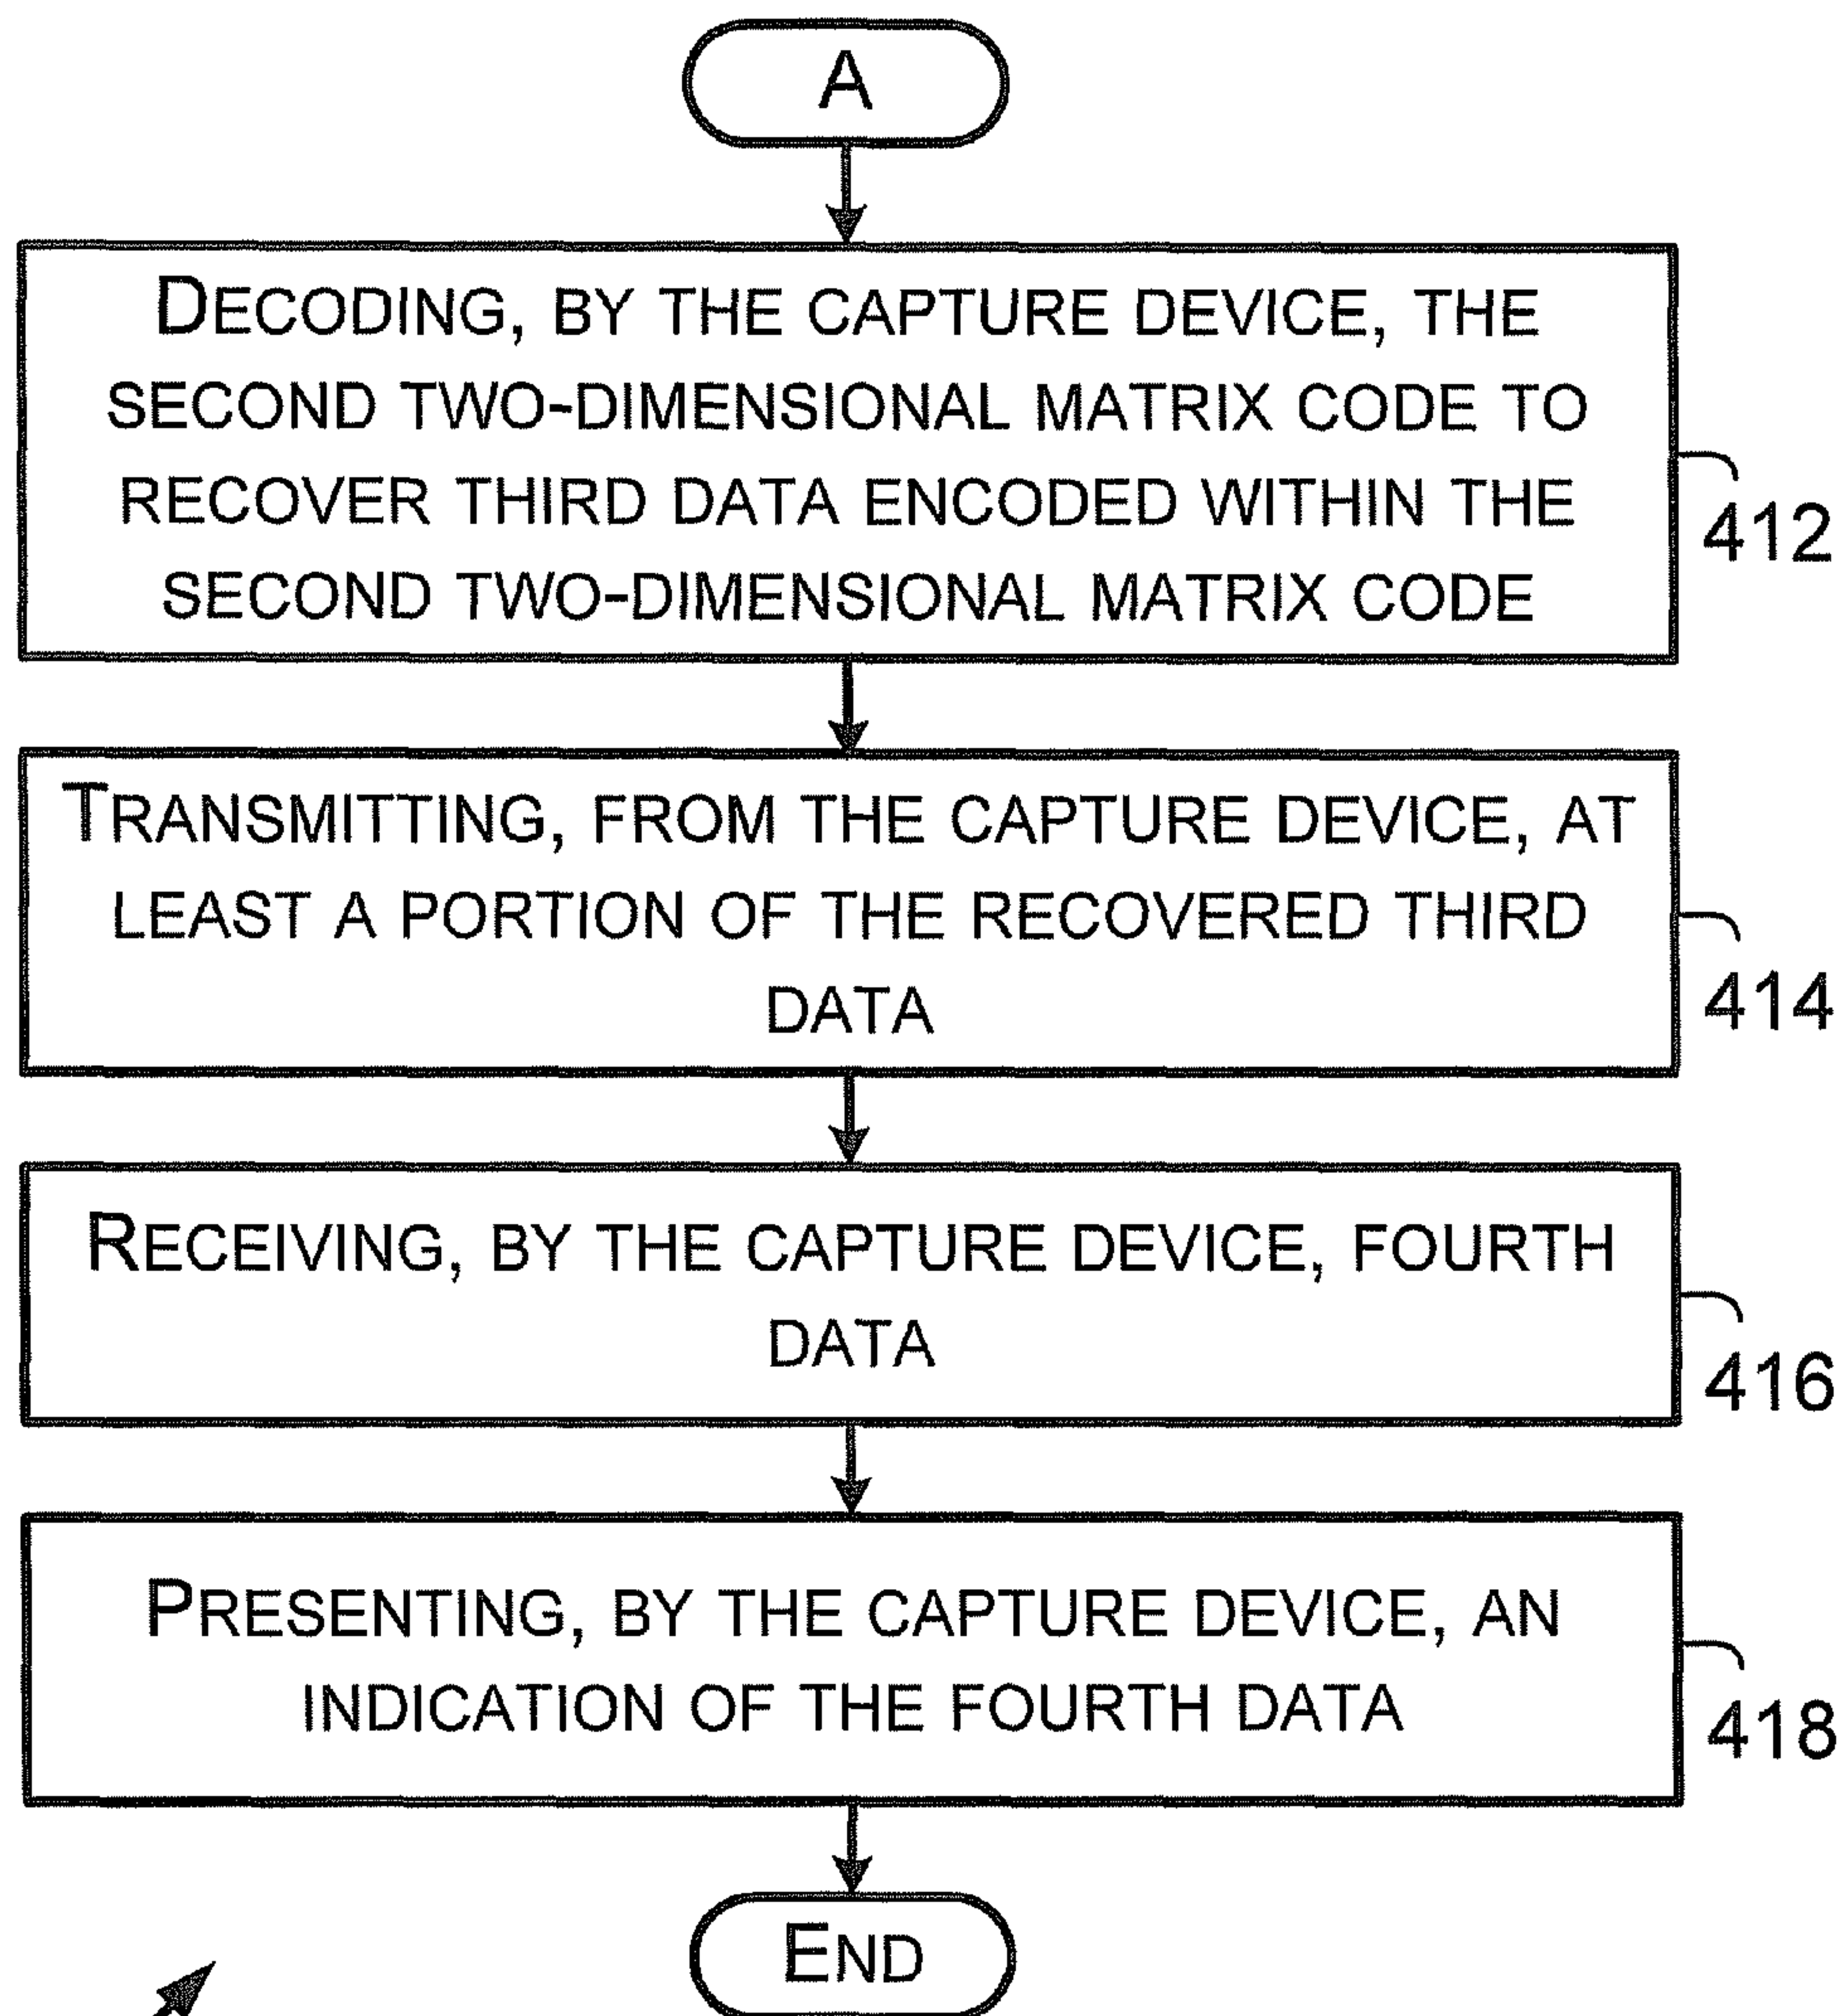 A
DECODING, BY THE CAPTURE DEVICE, THE
SECOND TWO-DIMENSIONAL MATRIX CODE TO
RECOVER THIRD DATA ENCODED WITHIN THE
SECOND TWO-DIMENSIONAL MATRIX CODE
412
TRANSMITTING, FROM THE CAPTURE DEVICE, AT
LEAST A PORTION OF THE RECOVERED THIRD
DATA
414
RECEIVING, BY THE CAPTURE DEVICE, FOURTH
DATA
416
PRESENTING, BY THE CAPTURE DEVICE, AN
INDICATION OF THE FOURTH DATA
418
END